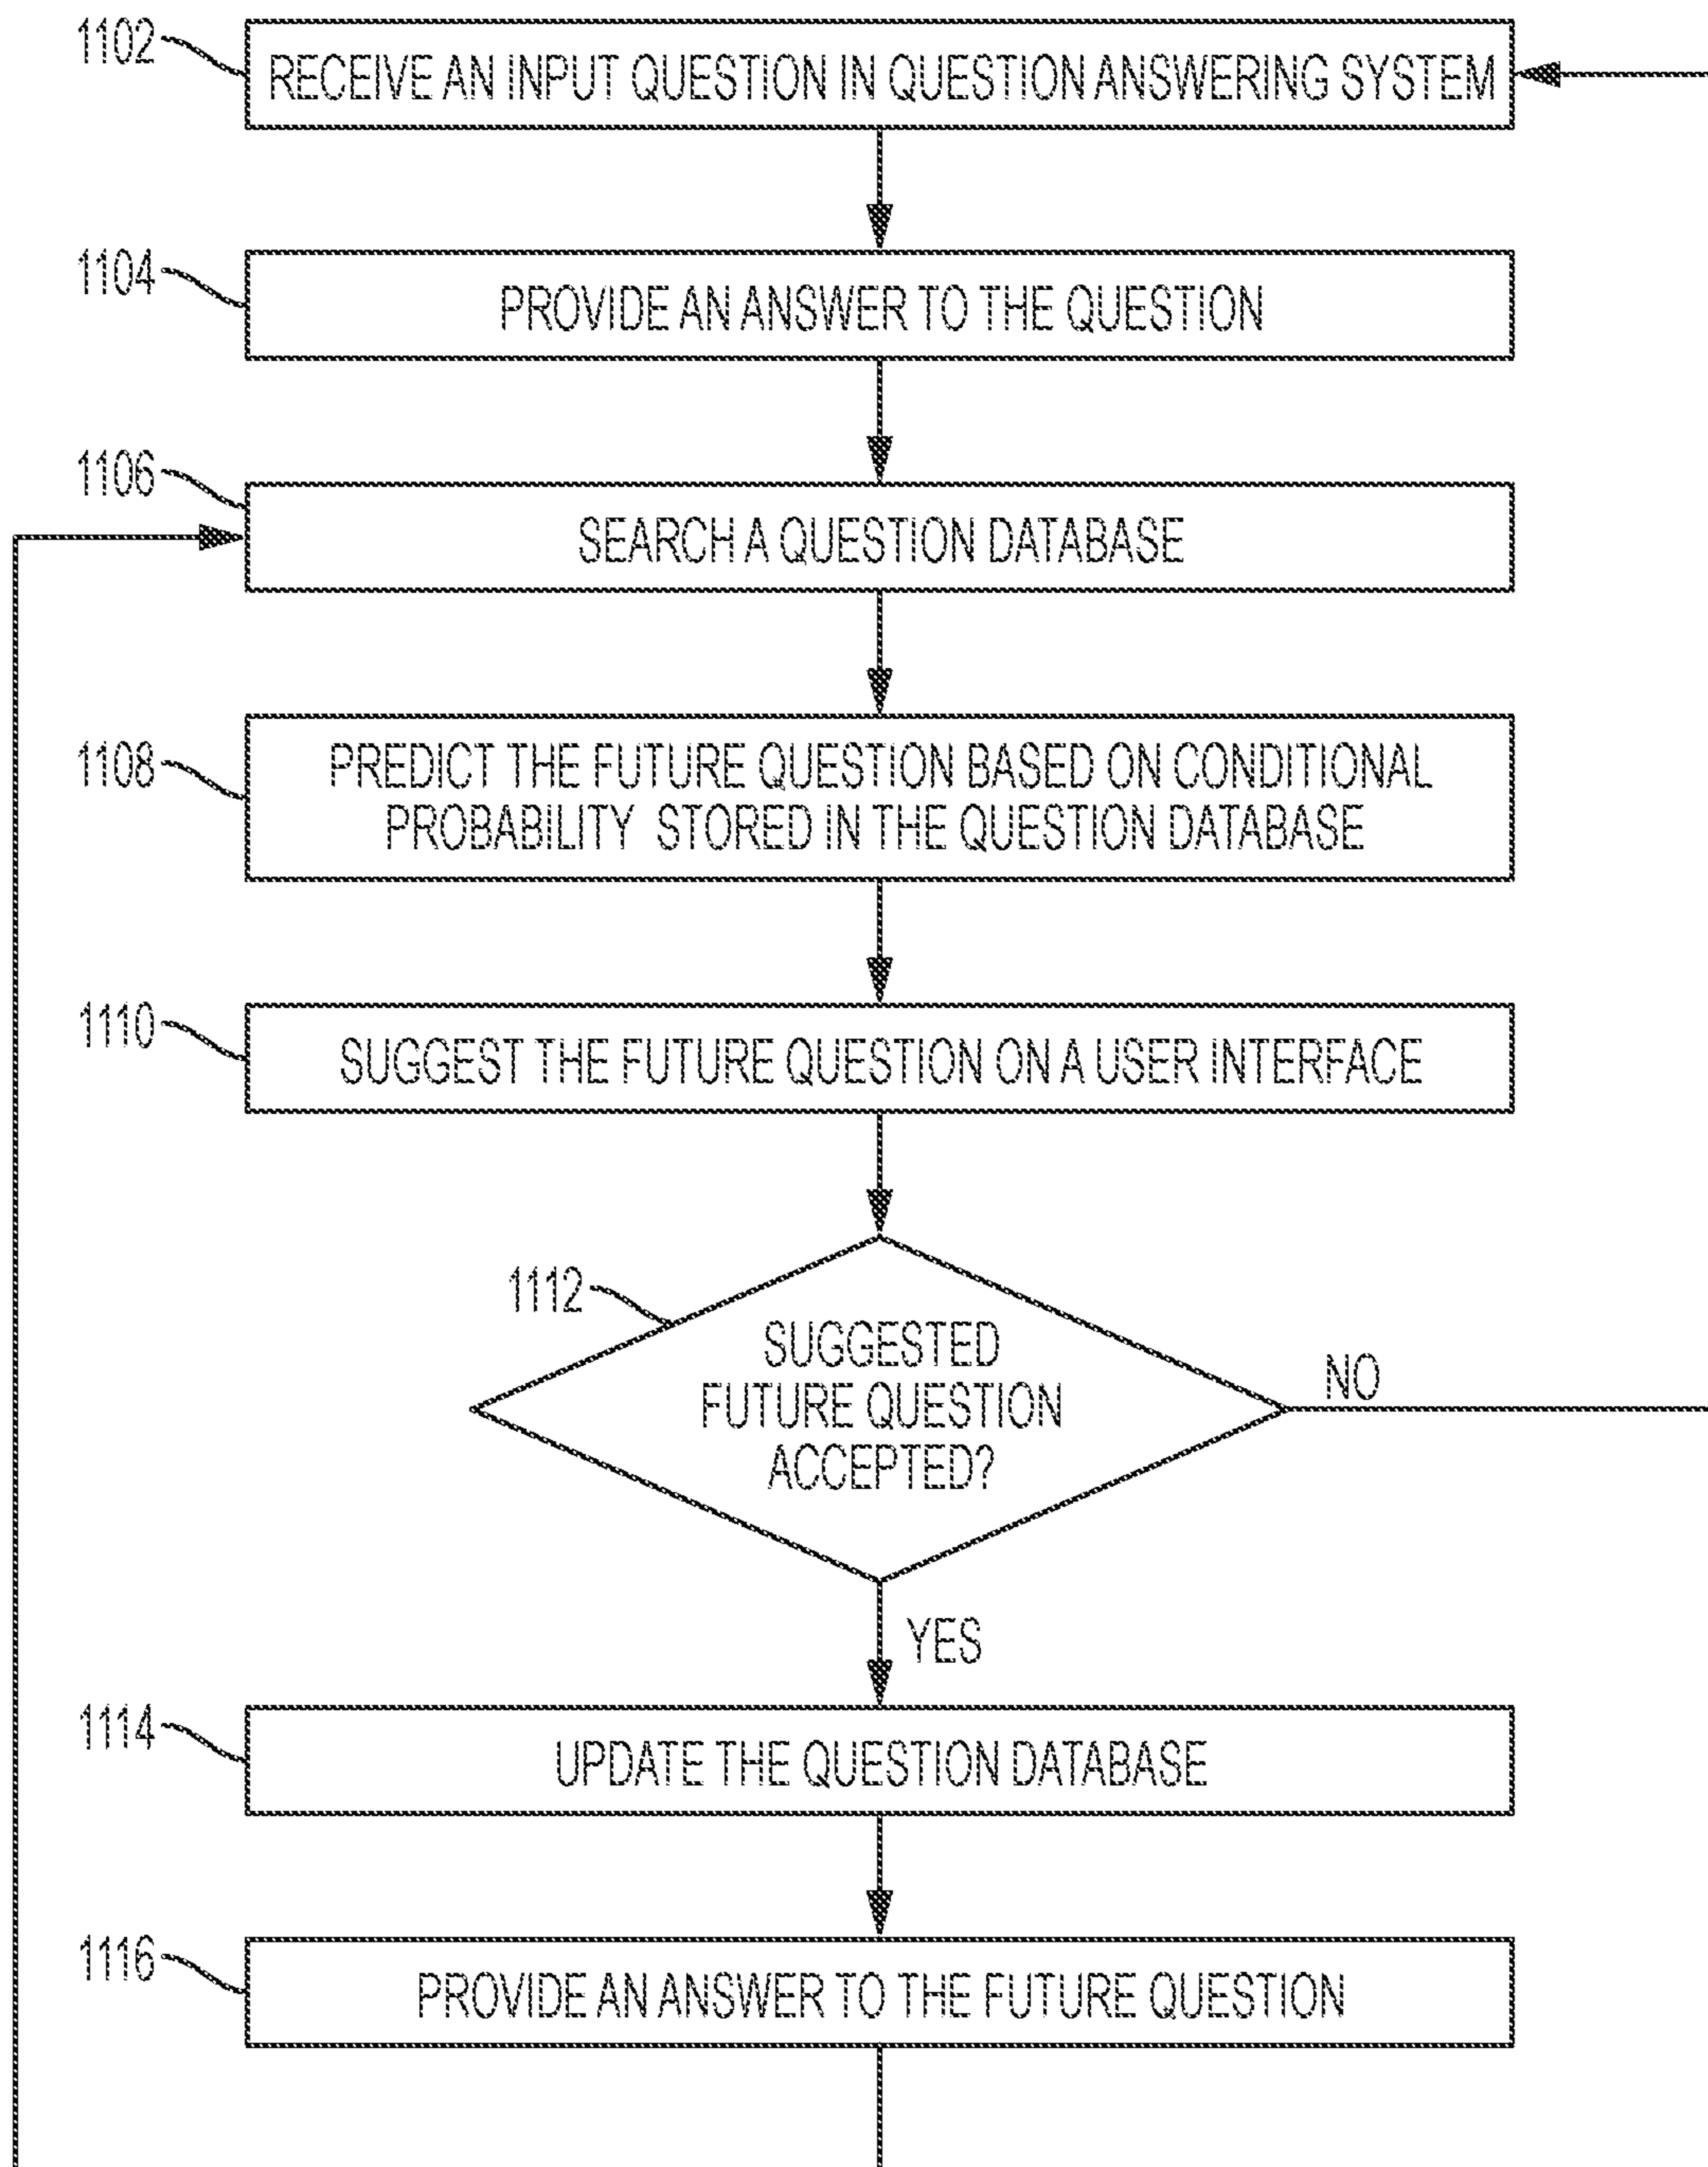 1102
RECEIVE AN INPUT QUESTION IN QUESTION ANSWERING SYSTEM
1104
PROVIDE AN ANSWER TO THE QUESTION
1106
SEARCH A QUESTION DATABASE
1108
PREDICT THE FUTURE QUESTION BASED ON CONDITIONAL
PROBABILITY STORED IN THE QUESTION DATABASE
1110
SUGGEST THE FUTURE QUESTION ON A USER INTERFACE
1112
SUGGESTED
FUTURE QUESTION
ACCEPTED?
NO
YES
1114
UPDATE THE QUESTION DATABASE
1116
PROVIDE AN ANSWER TO THE FUTURE QUESTION